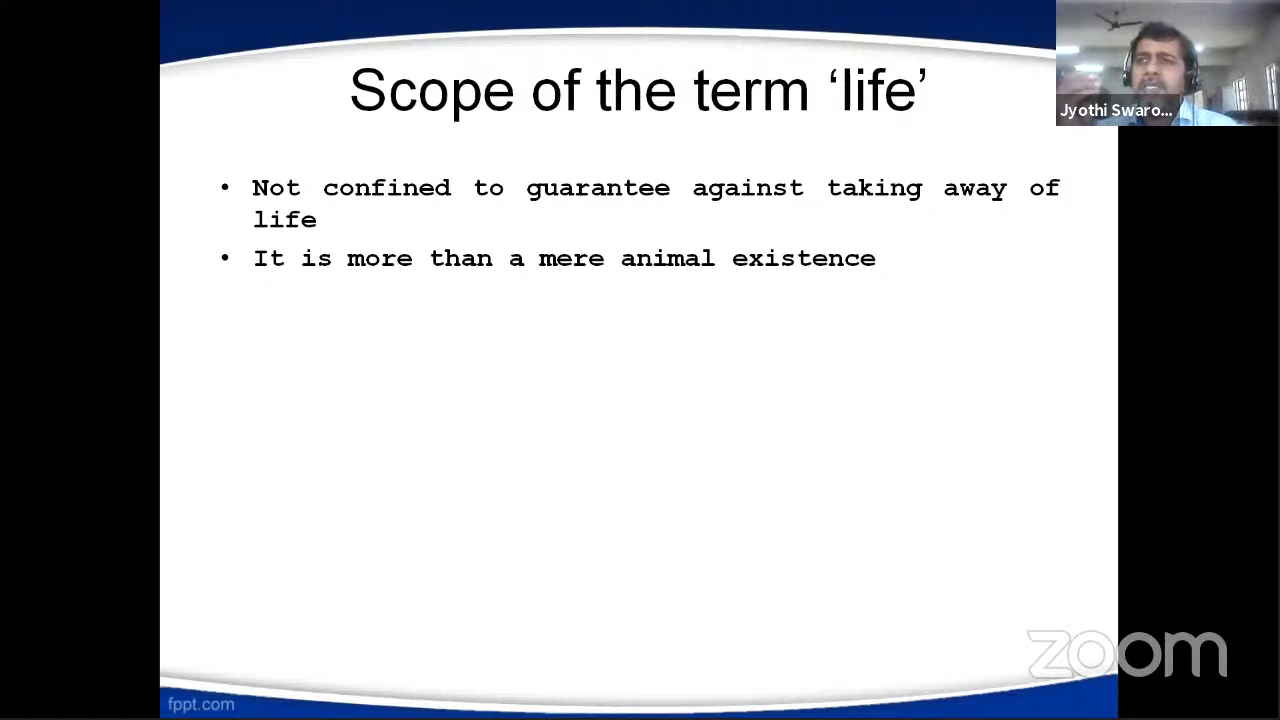 Scope of the term ‘life’
Jyothi Swaro...
• Not confined to guarantee against taking away of
life
• It is more than a mere animal existence
zoom
fppt.com